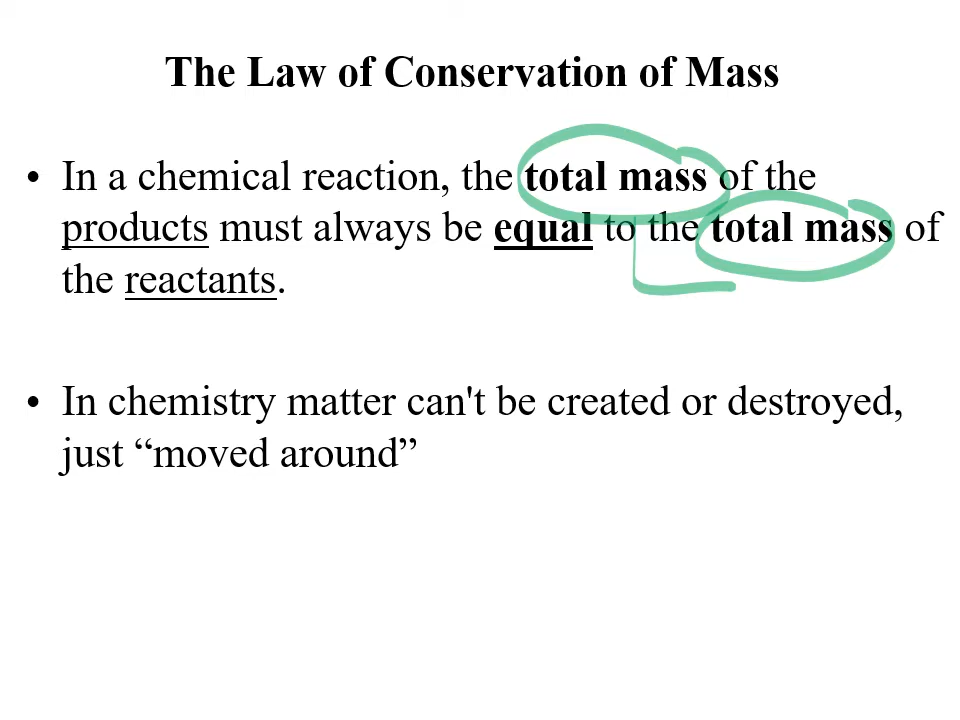 The Law of Conservation of Mass
• In a chemical reaction, the total mass of the
products must always be equal to the total mass of
the reactants.
• In chemistry matter can't be created or destroyed,
just “moved around”